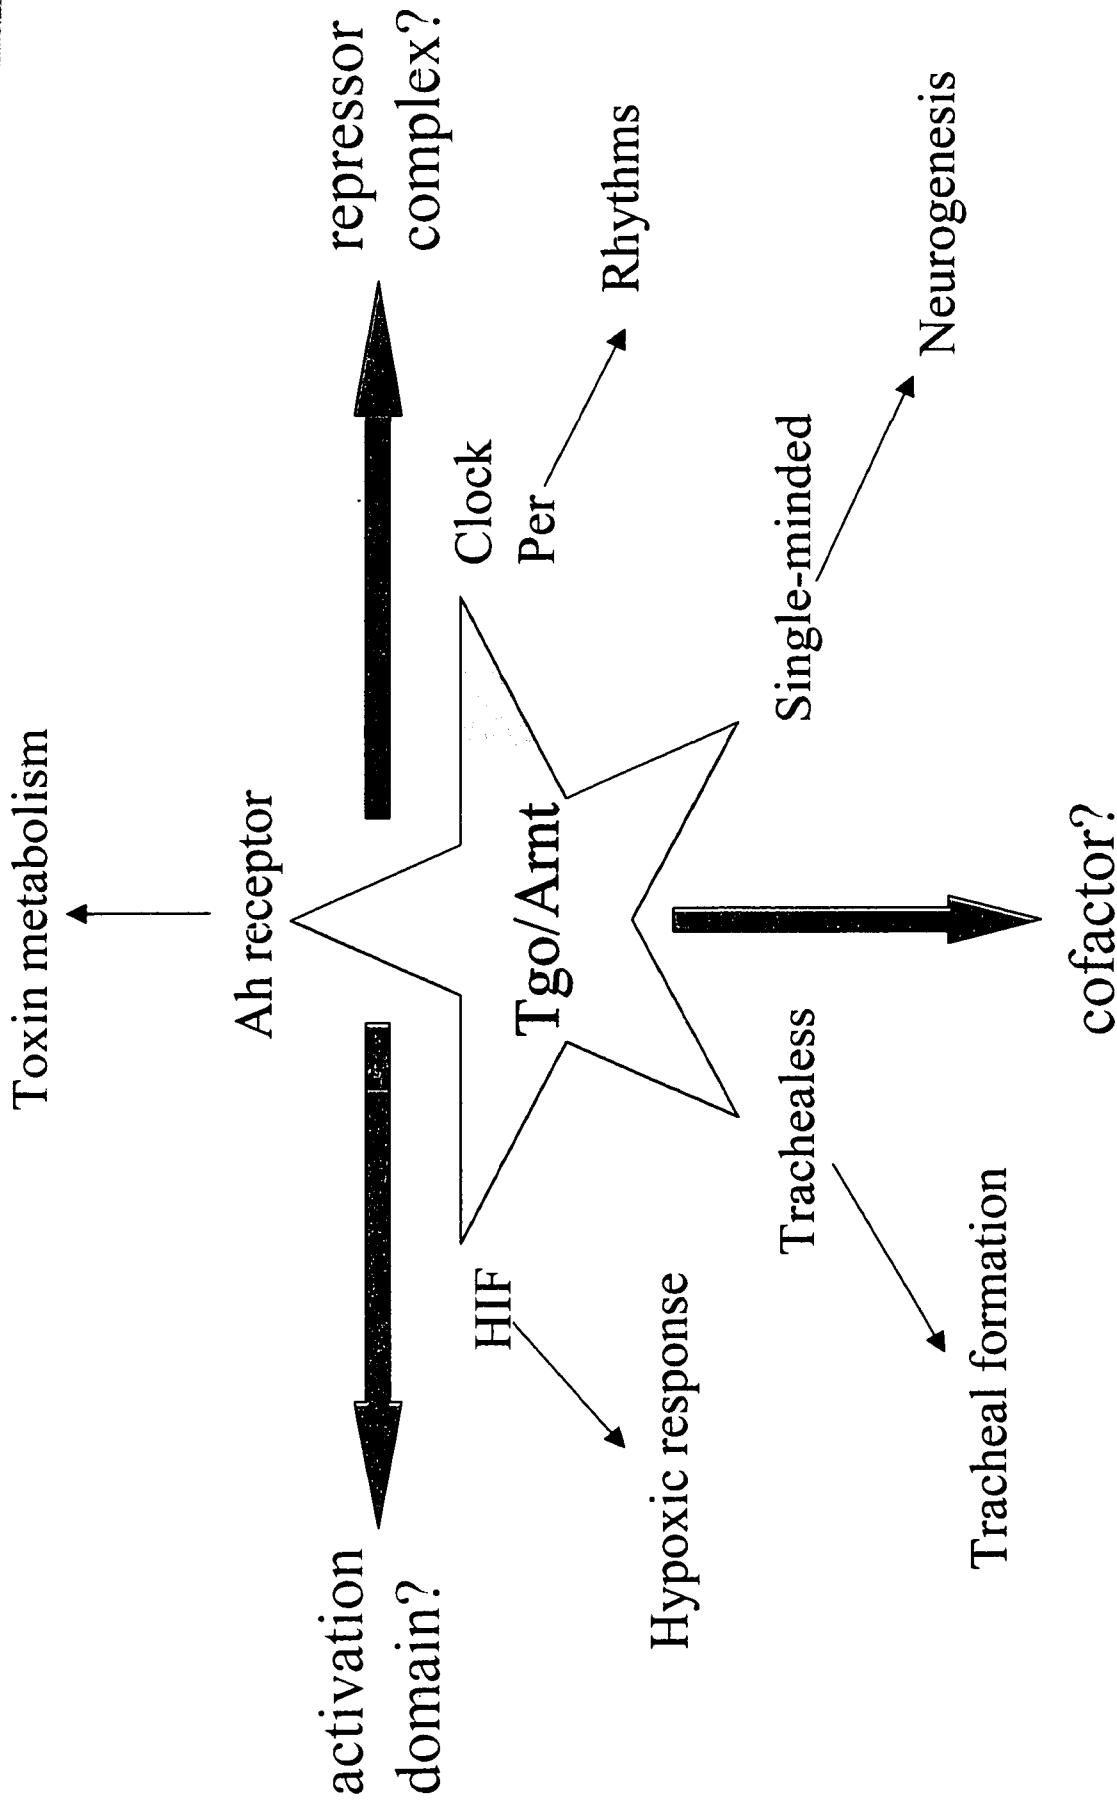 Toxin metabolism
Ah receptor
activation
domain?
repressor
complex?
HIF
Clock
Per
Tgo/Arnt
Hypoxic response
Rhythms
Trachealess
Single-minded
Tracheal formation
Neurogenesis
cofactor?